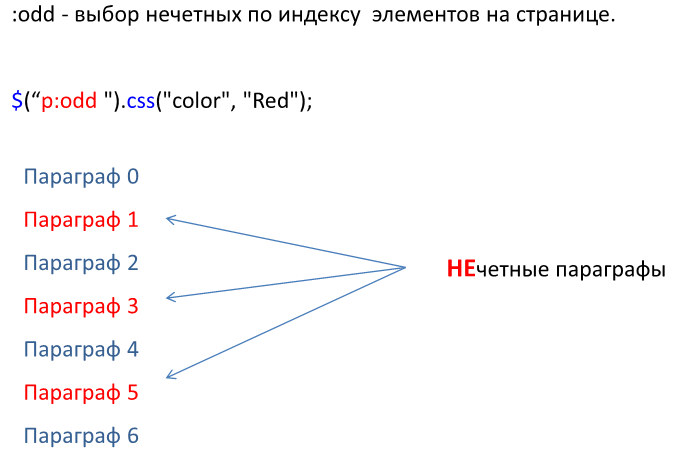 :odd - выбор нечетных по индексу элементов на странице.
$(“p:odd ").css("color", "Red");
Параграф 0
Параграф 1
Параграф 2
НЕчетные параграфы
Параграф 3
Параграф 4
Параграф 5
Параграф 6